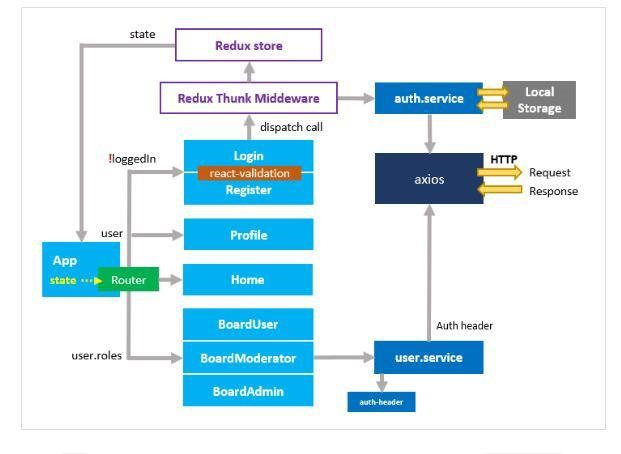 state
Redux store
Redux Thunk Middeware
auth.service
Local
Storage
dispatch call
!loggedIn
Login
react-validation
Register
axios
HTTP
Request
Response
user
Profile
App
state
Router
Home
BoardUser
Auth header
user.roles
BoardModerator
user.service
BoardAdmin
auth-header